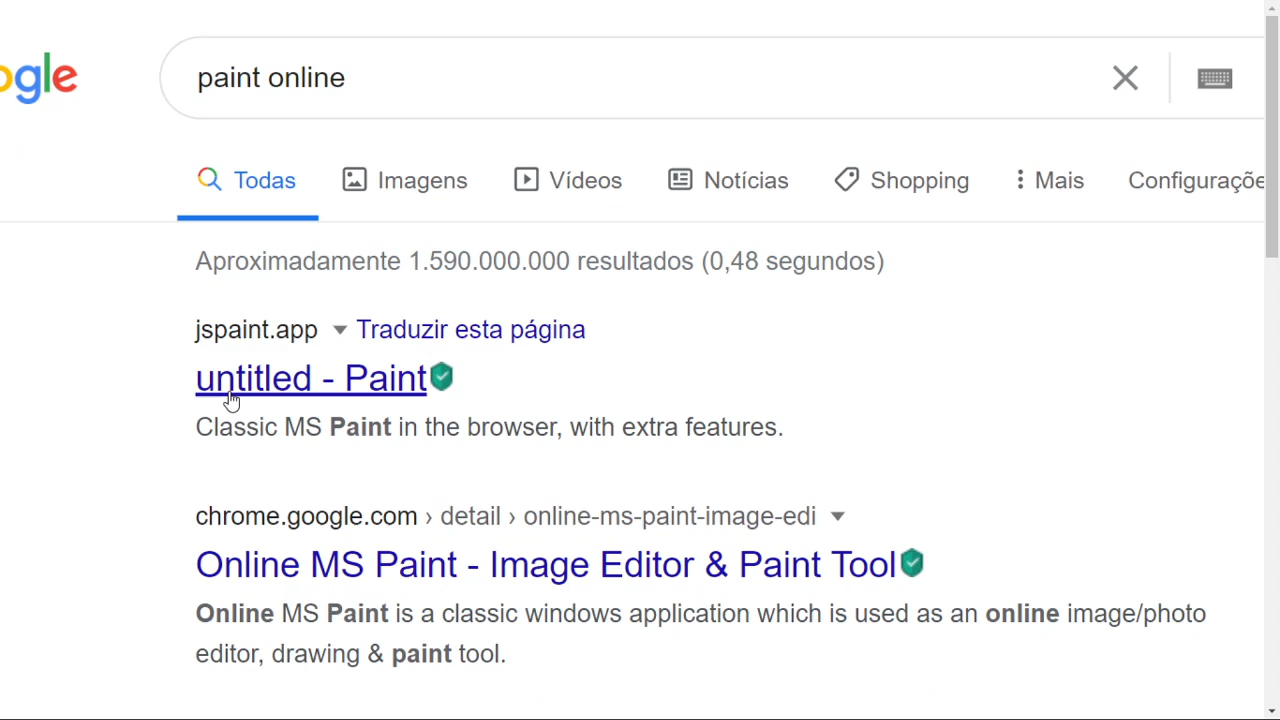 ogle
paint online
Todas Imagens Vídeos Notícias Shopping Mais Configuraçõe
Aproximadamente 1.590.000.000 resultados (0,48 segundos)
jspaint.app Traduzir esta página
untitled - Paint
Classic MS Paint in the browser, with extra features.
chrome.google.com › detail › online-ms-paint-image-edi
Online MS Paint - Image Editor & Paint Tool
Online MS Paint is a classic windows application which is used as an online image/photo
editor, drawing & paint tool.